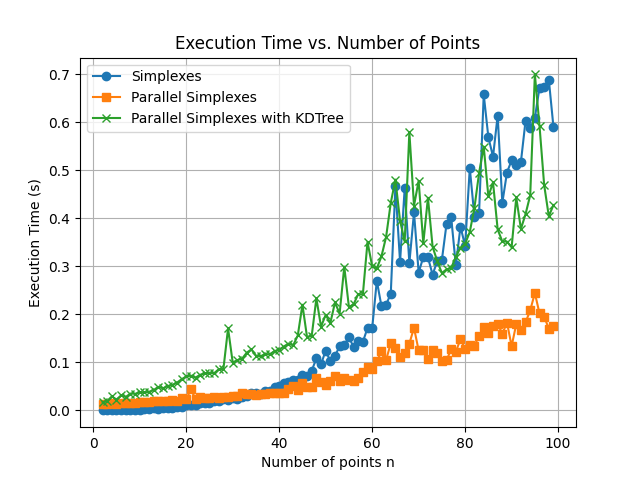 Execution Time vs. Number of Points
Simplexes
Parallel Simplexes
Parallel Simplexes with KDTree
Execution Time (s)
0.7
0.6
0.5
0.4
0.3
0.2
0.1
0.0
0 20 40 60 80 100
Number of points n